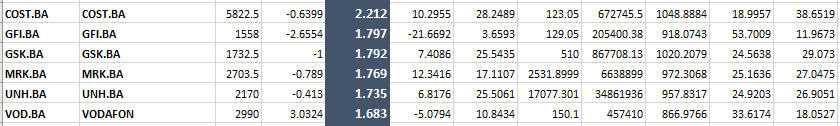 COST.BA COST.BA 5822.5 -0.6399 2.212 10.2955 28.2489 123.05 672745.5 1048.8884 18.9957 38.6519
GFI.BA GFI.BA 1558 -2.6554 1.797 -21.6692 3.6593 129.05 205400.38 918.0743 53.7009 11.9673
GSK.BA GSK.BA 1732.5 -1 1.792 7.4086 25.5435 510 867708.13 1020.2079 24.5638 29.073
MRK.BA MRK.BA 2703.5 -0.789 1.769 12.3416 17.1107 2531.8999 6638899 972.3068 25.1636 27.0475
UNH.BA UNH.BA 2170 -0.413 1.735 6.8176 25.5061 17077.301 34861936 957.8317 24.9203 26.9051
VOD.BA VODAFON 2990 3.0324 1.683 -5.0794 10.8434 150.1 457410 866.9766 33.6174 18.0527